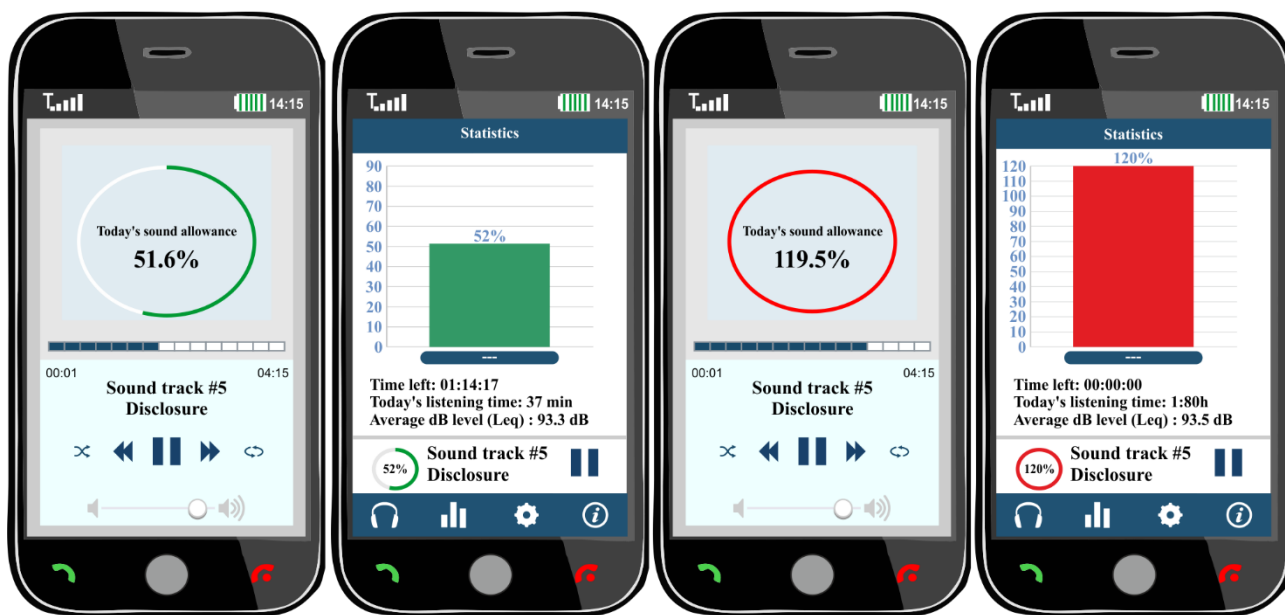 14:15
Today's sound allowance
51.6%
00:01
04:15
Sound track #5
Disclosure
14:15
Statistics
90
80
70
60
50
40
30
20
10
0
52%
---
Time left: 01:14:17
Today's listening time: 37 min
Average dB level (Leq) : 93.3 dB
52%
Sound track #5
Disclosure
14:15
Today's sound allowance
119.5%
00:01
04:15
Sound track #5
Disclosure
14:15
Statistics
120
110
100
90
80
70
60
50
40
30
20
10
0
120%
---
Time left: 00:00:00
Today's listening time: 1:80h
Average dB level (Leq) : 93.5 dB
120%
Sound track #5
Disclosure